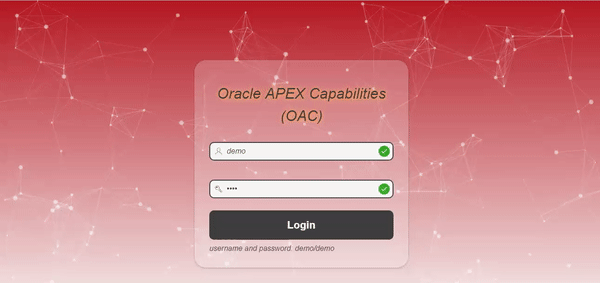 Oracle APEX Capabilities
(OAC)
demo
••••
Login
username and password. demo/demo